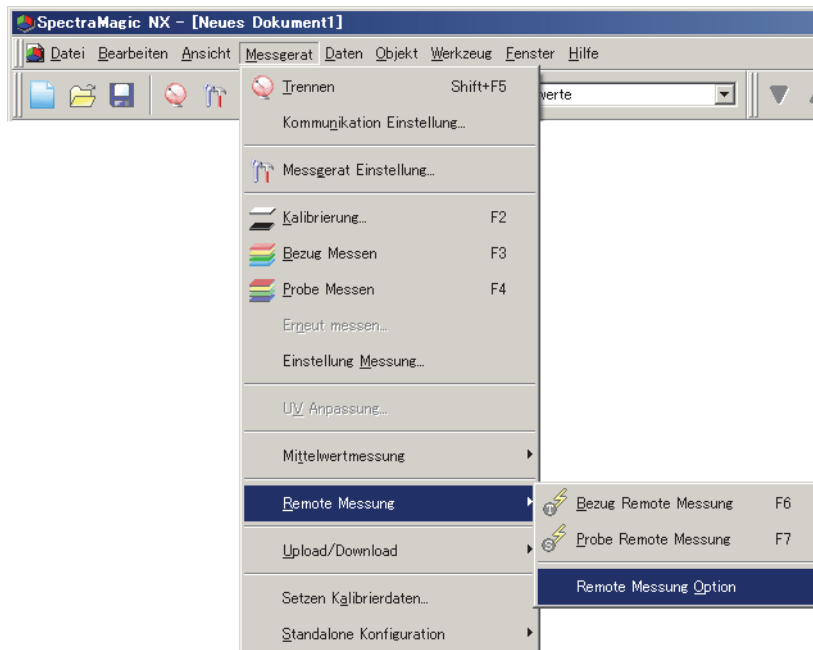 SpectraMagic NX - [Neues Dokument1]
Datei Bearbeiten Ansicht Messgerat Daten Objekt Werkzeug Fenster Hilfe
werte
Trennen Shift+F5
Kommunikation Einstellung...
Messgerat Einstellung...
Kalibrierung... F2
Bezug Messen F3
Probe Messen F4
Erneut messen...
Einstellung Messung...
UV Anpassung...
Mittelwertmessung
Remote Messung
Bezug Remote Messung F6
Probe Remote Messung F7
Remote Messung Option
Upload/Download
Setzen Kalibrierdaten...
Standalone Konfiguration